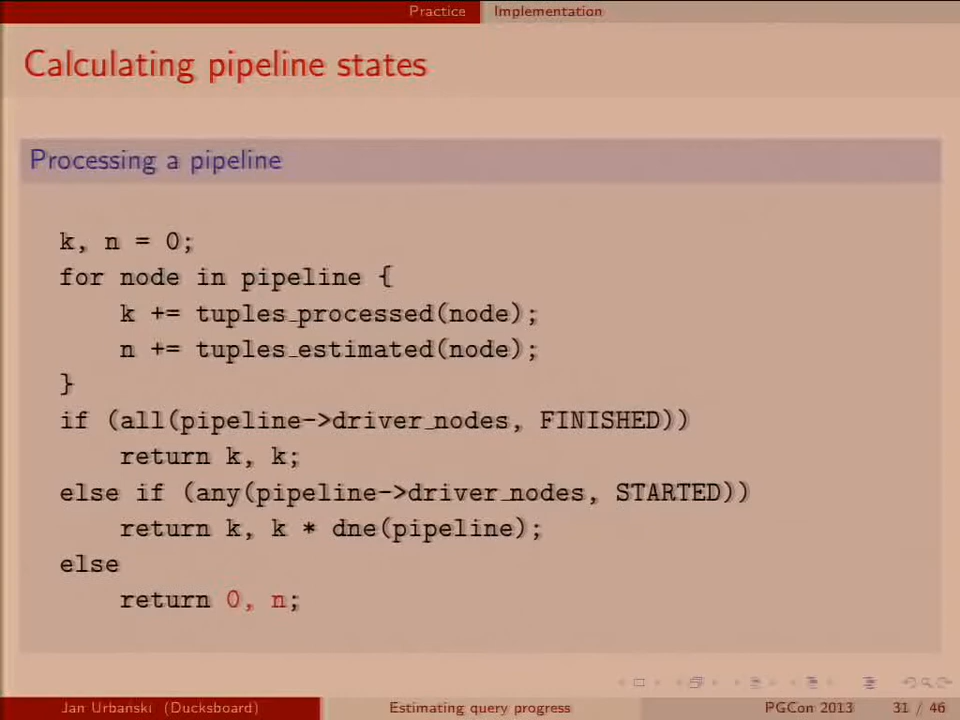 Practice Implementation
Calculating pipeline states
Processing a pipeline
k, n = 0;
for node in pipeline {
    k += tuples_processed(node);
    n += tuples_estimated(node);
}
if (all(pipeline->driver_nodes, FINISHED))
    return k, k;
else if (any(pipeline->driver_nodes, STARTED))
    return k, k * dne(pipeline);
else
    return 0, n;
Jan Urbański (Ducksboard) Estimating query progress PGCon 2013 31 / 46